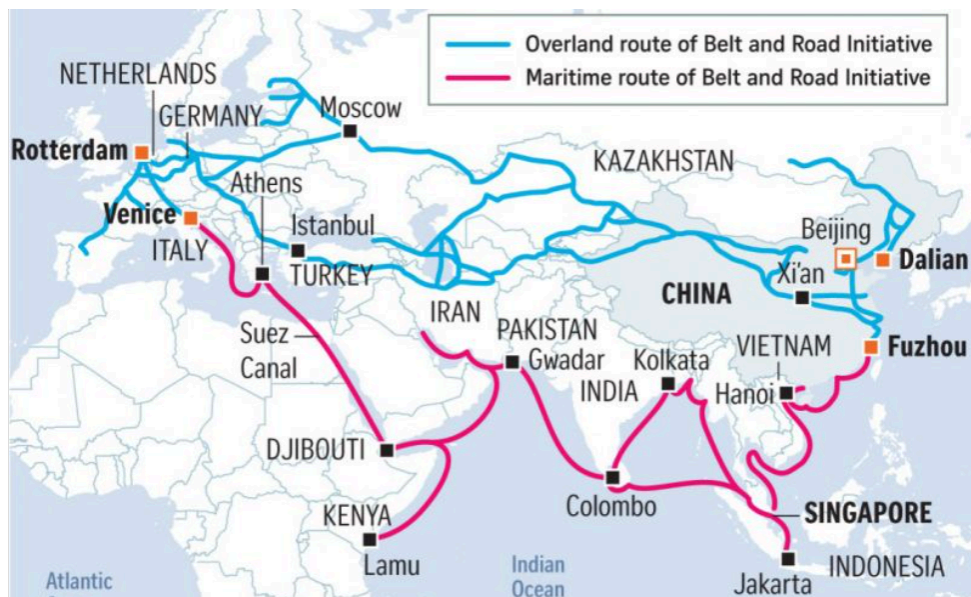 Overland route of Belt and Road Initiative
Maritime route of Belt and Road Initiative
NETHERLANDS
GERMANY
Moscow
Rotterdam
KAZAKHSTAN
Athens
Venice
Istanbul
Beijing
ITALY
TURKEY
Xi'an
Dalian
CHINA
IRAN
Suez
Canal
PAKISTAN
Gwadar
Kolkata
VIETNAM
Fuzhou
INDIA
Hanoi
DJIBOUTI
Colombo
SINGAPORE
KENYA
Lamu
Indian
Ocean
INDONESIA
Jakarta
Atlantic